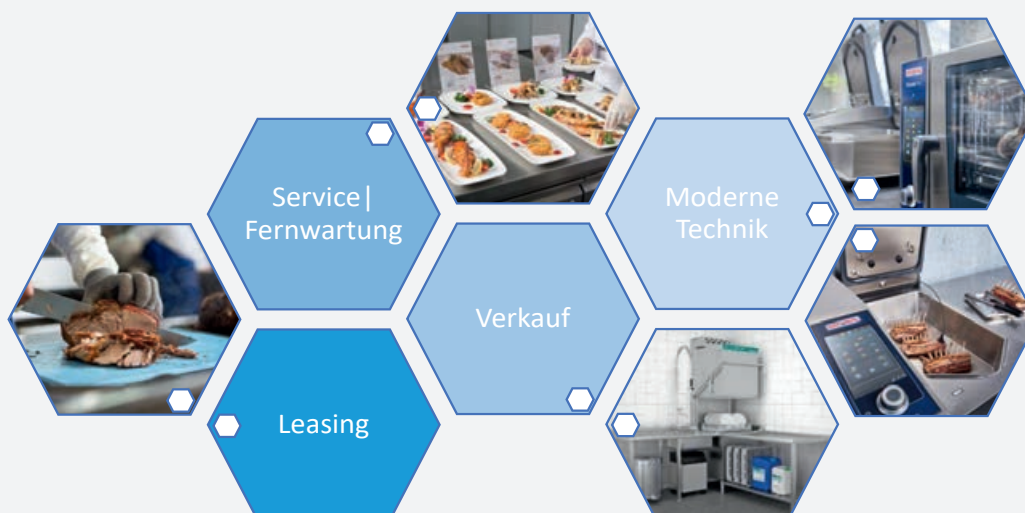 Service|
Fernwartung
Moderne
Technik
Verkauf
Leasing